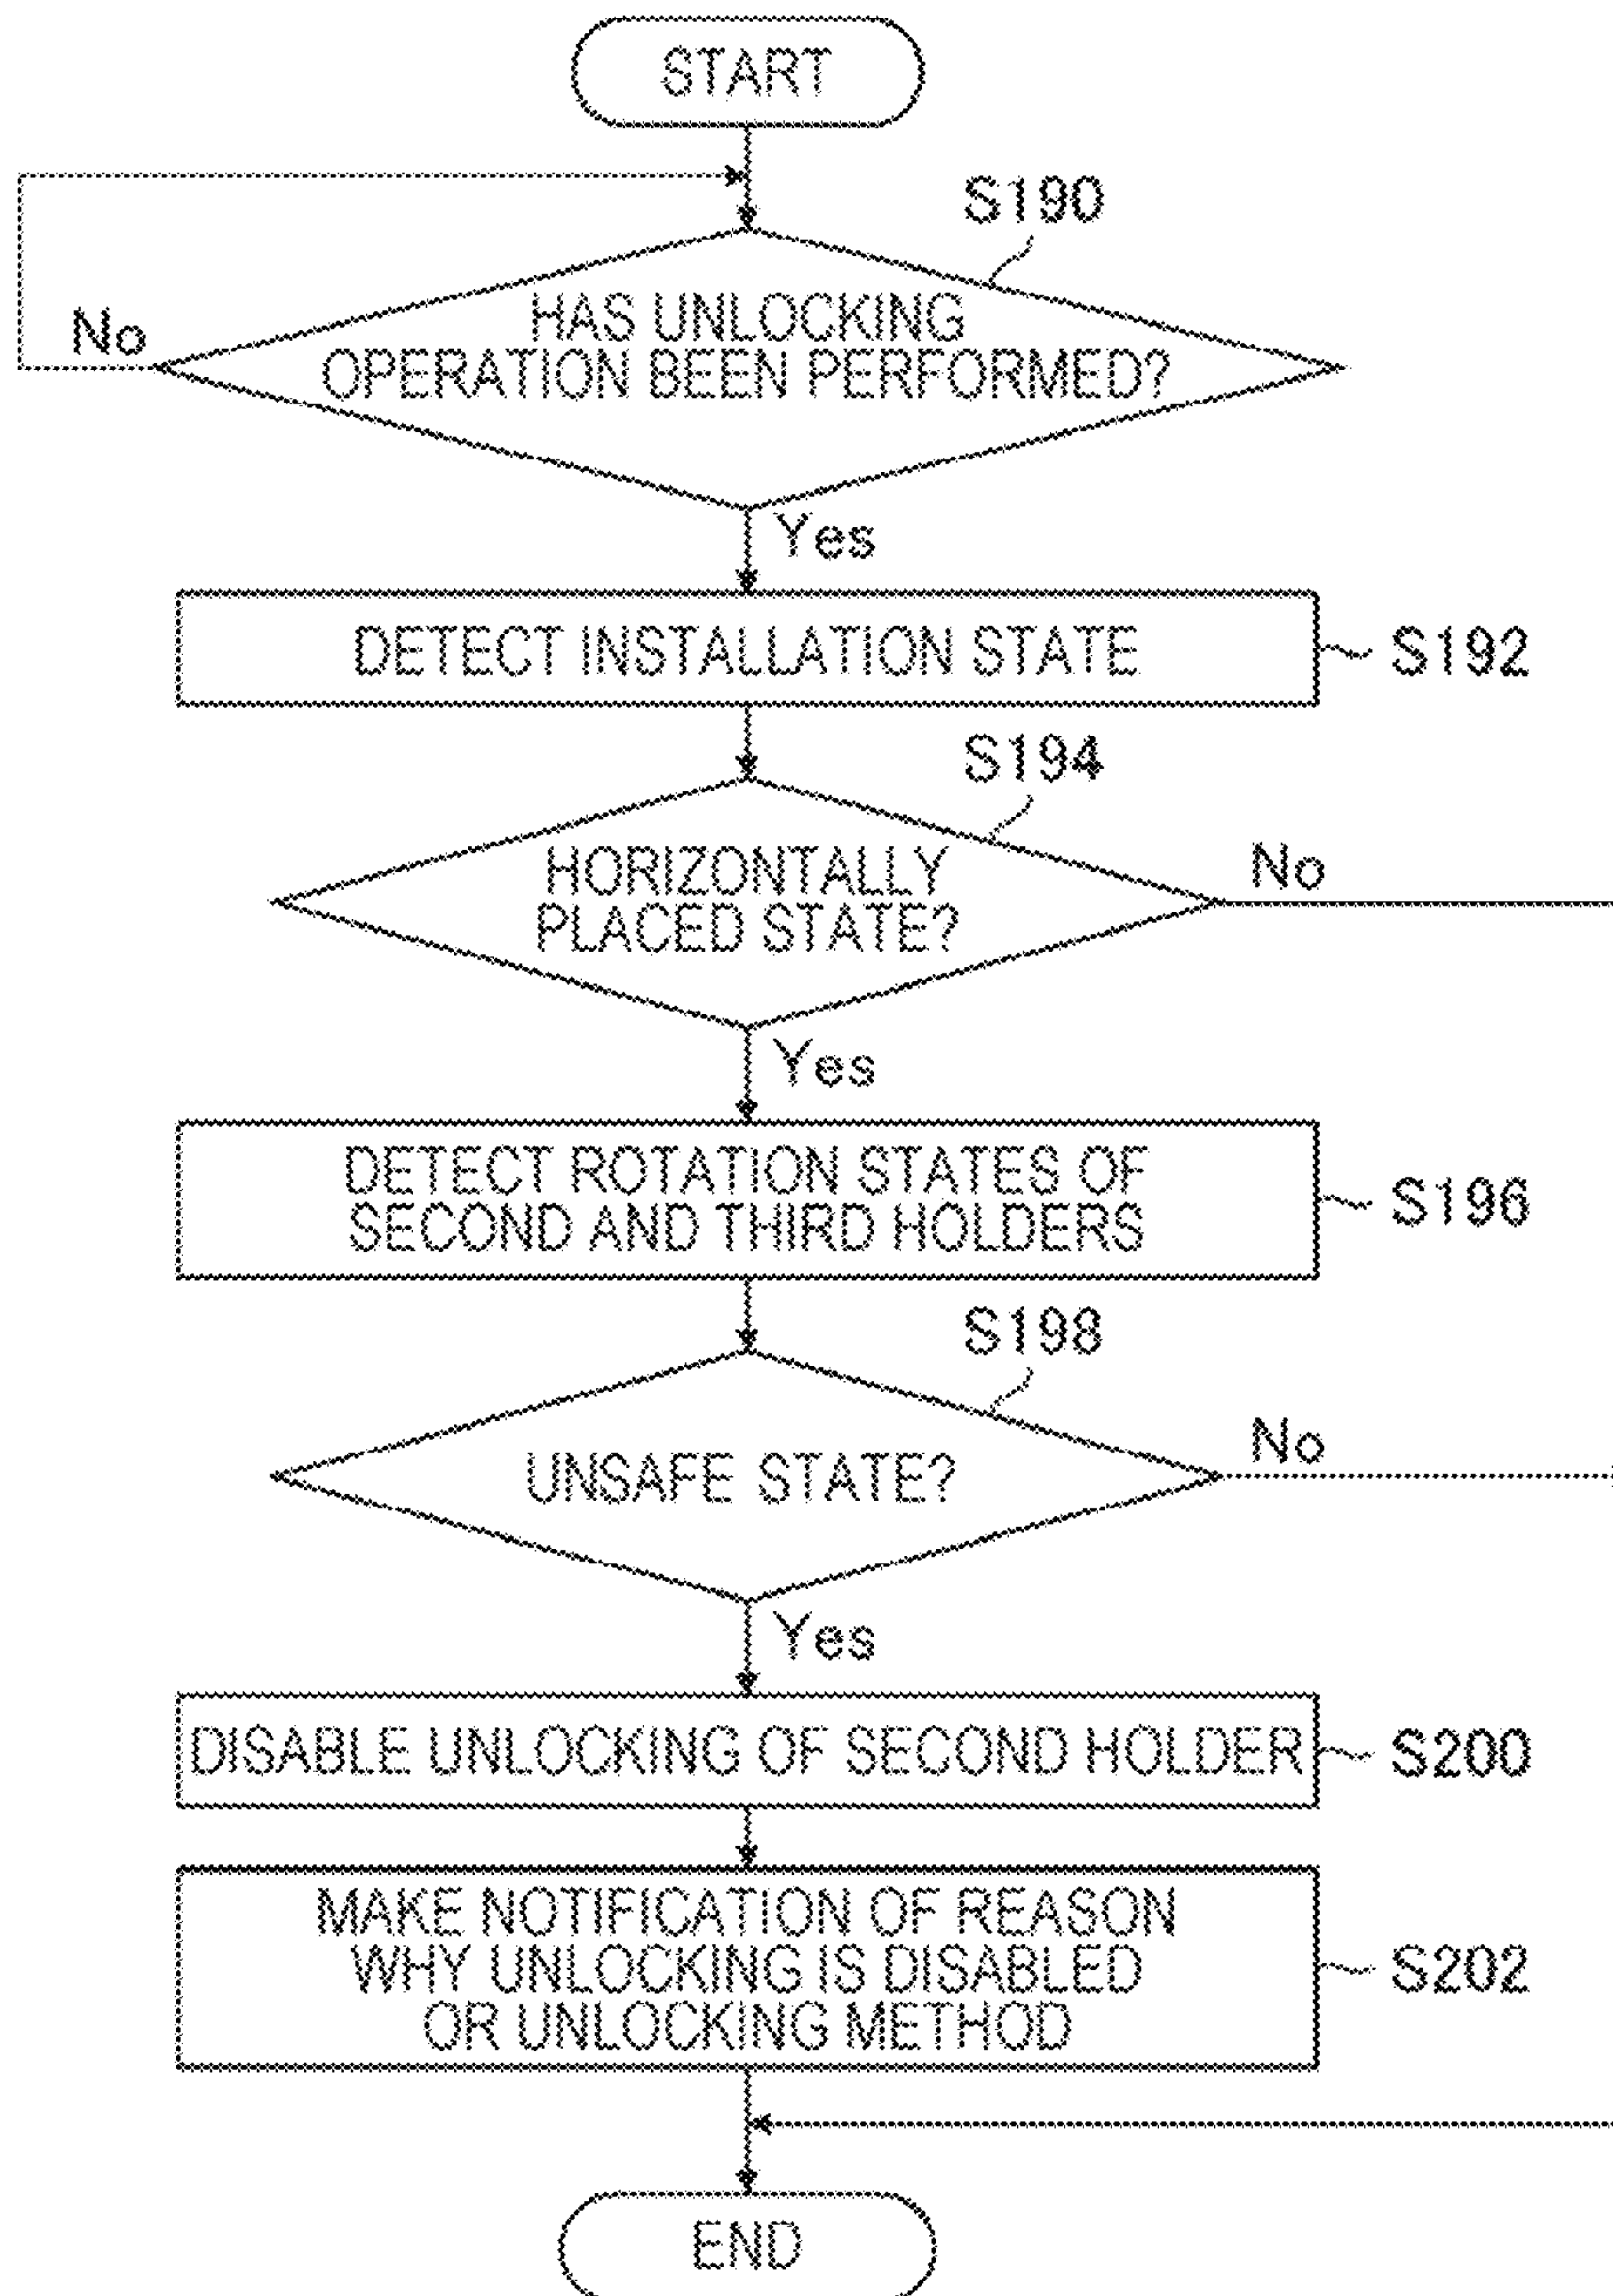 START
S190
HAS UNLOCKING
OPERATION BEEN PERFORMED?
No
Yes
DETECT INSTALLATION STATE
S192
S194
HORIZONTALLY
PLACED STATE?
No
Yes
DETECT ROTATION STATES OF
SECOND AND THIRD HOLDERS
S196
S198
UNSAFE STATE?
No
Yes
DISABLE UNLOCKING OF SECOND HOLDER
S200
MAKE NOTIFICATION OF REASON
WHY UNLOCKING IS DISABLED
OR UNLOCKING METHOD
S202
END